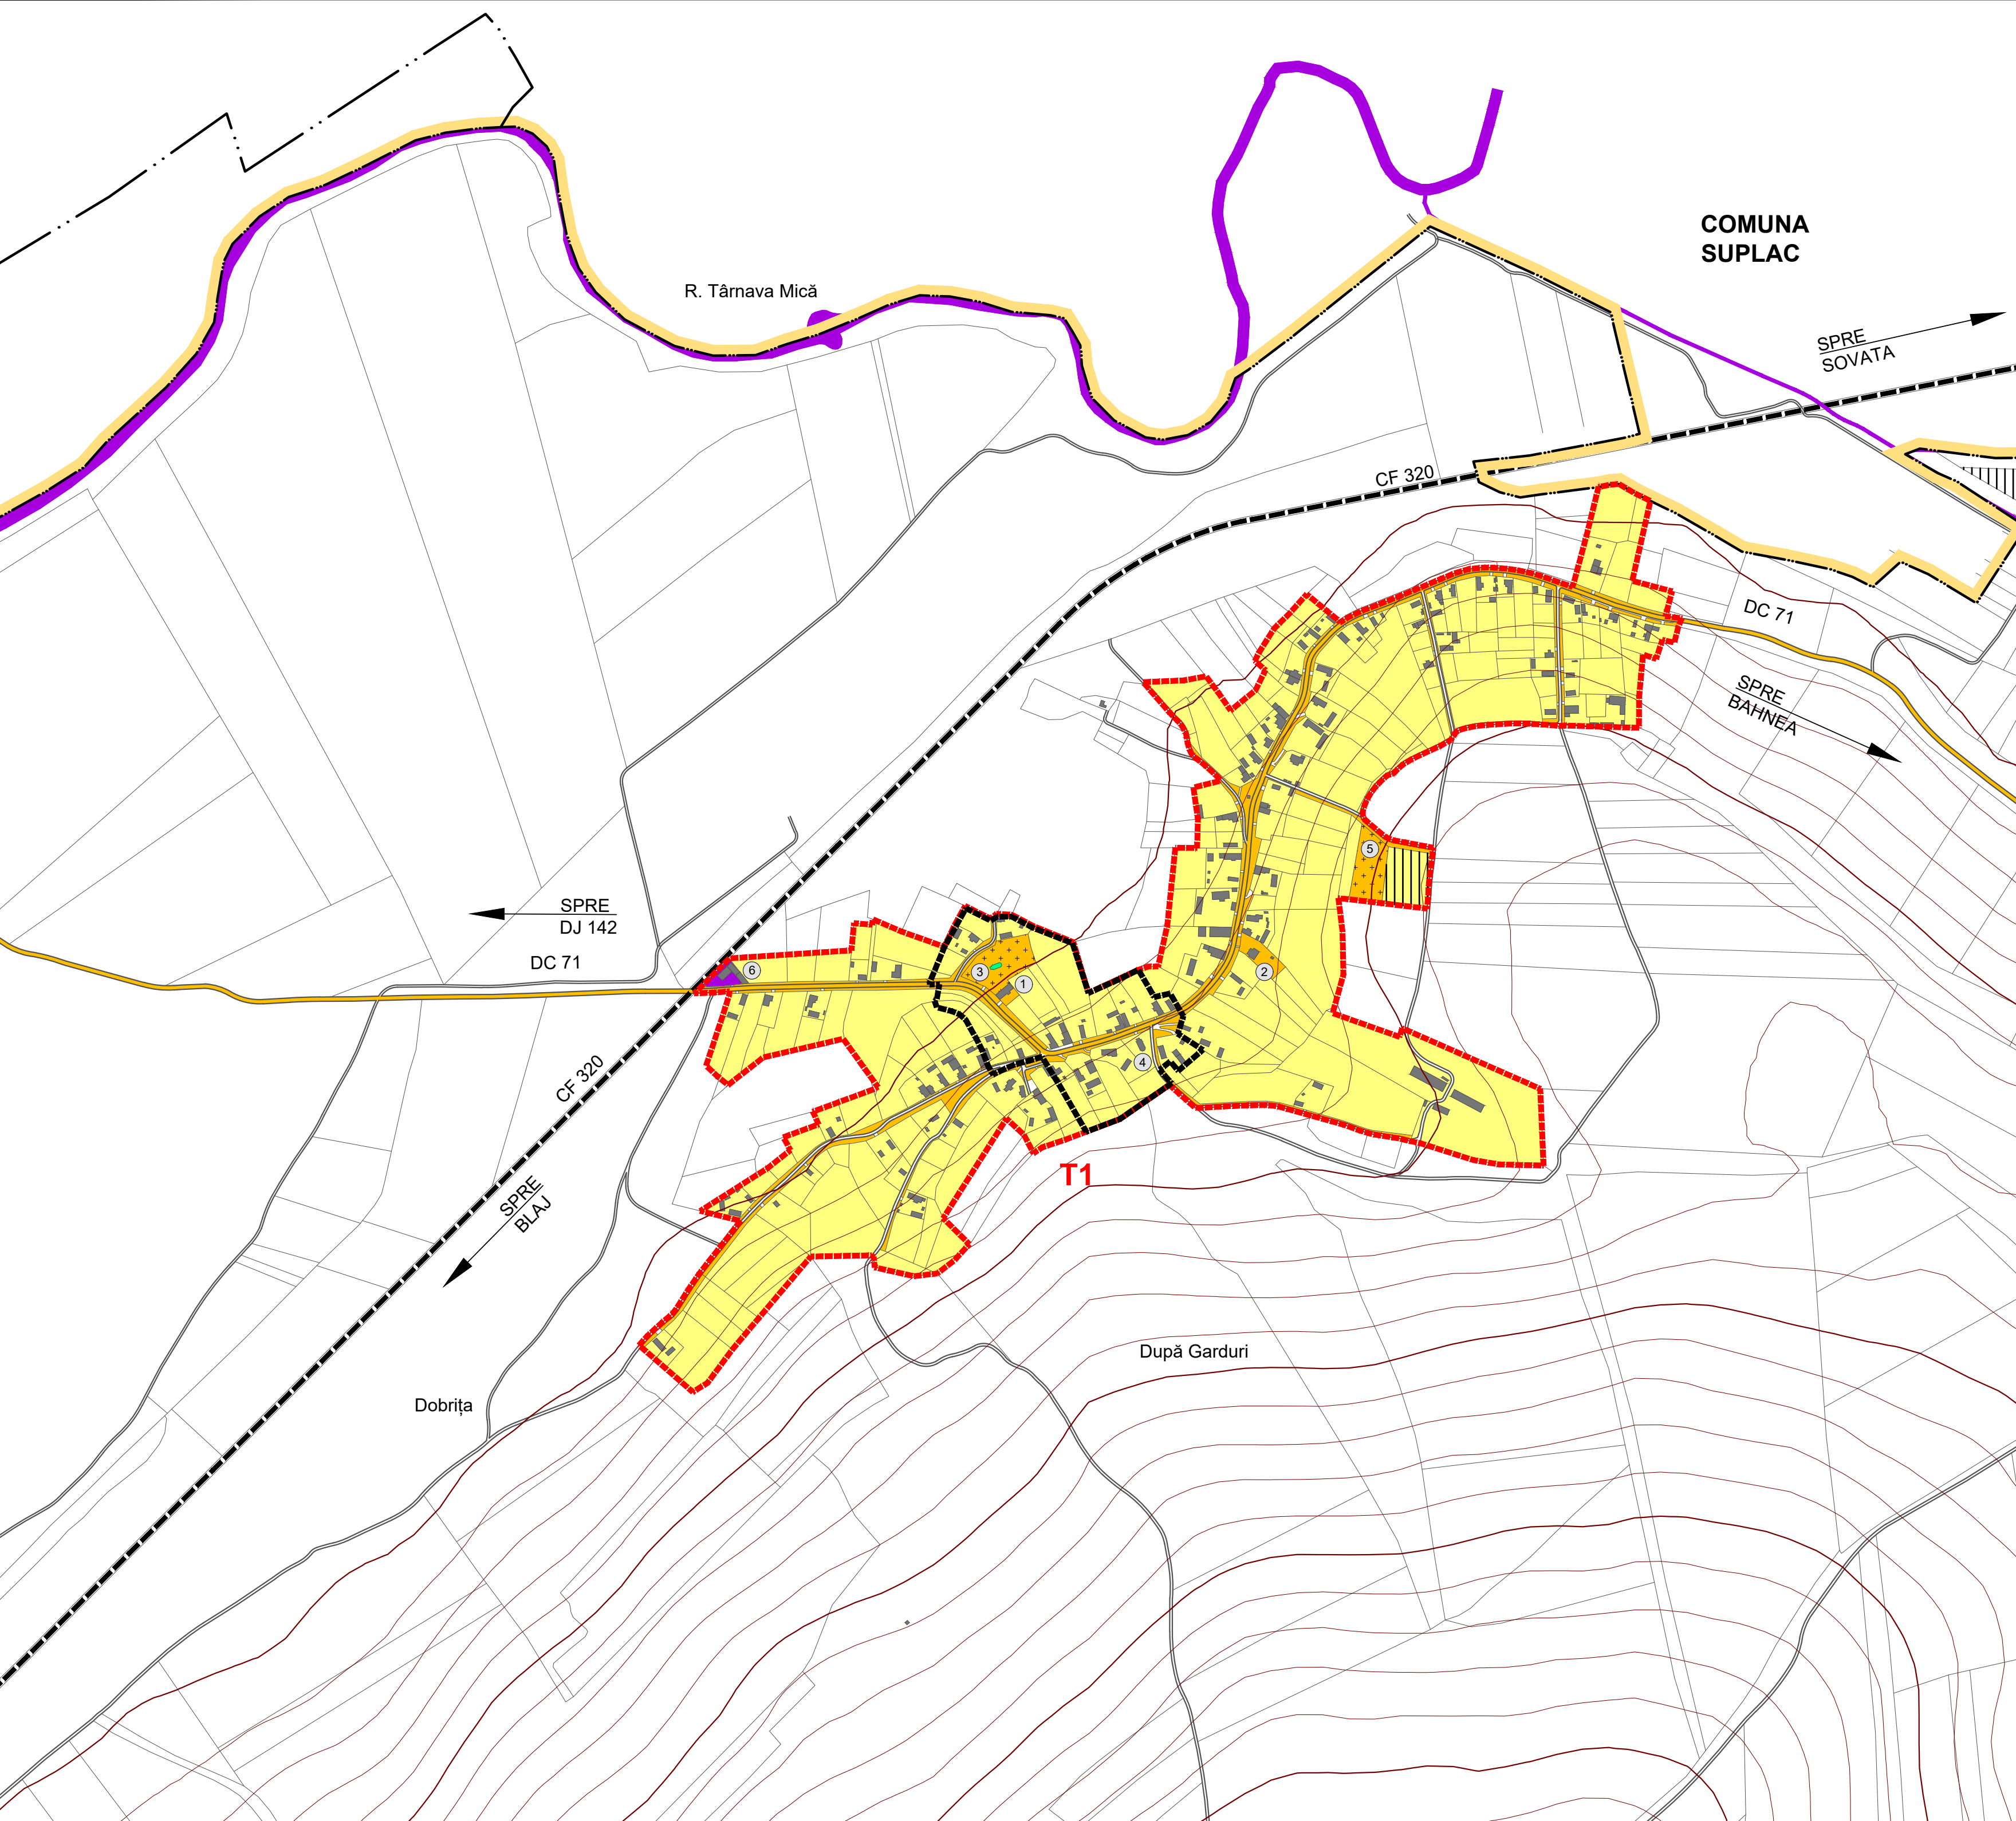 COMUNA
SUPLAC
R. Târnava Mică
SPRE
SOVATA
CF 320
DC 71
SPRE
BAHNEA
5
SPRE
DJ 142
DC 71
6
3
1
2
4
CF 320
T1
SPRE
BLAJ
După Garduri
Dobrița